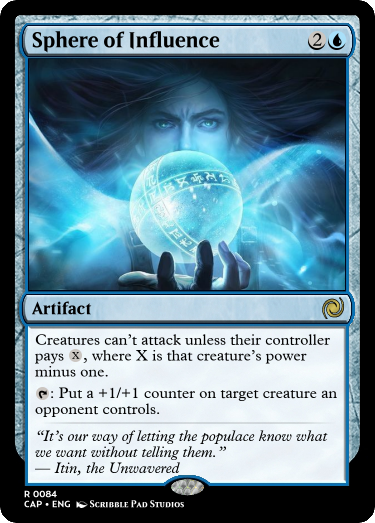 Sphere of Influence 2
Artifact
Creatures can't attack unless their controller
pays X, where X is that creature's power
minus one.
: Put a +1/+1 counter on target creature an
opponent controls.
“It's our way of letting the populace know what
we want without telling them.”
— Itin, the Unwavered
R 0084
CAP • ENG Scribble Pad Studios